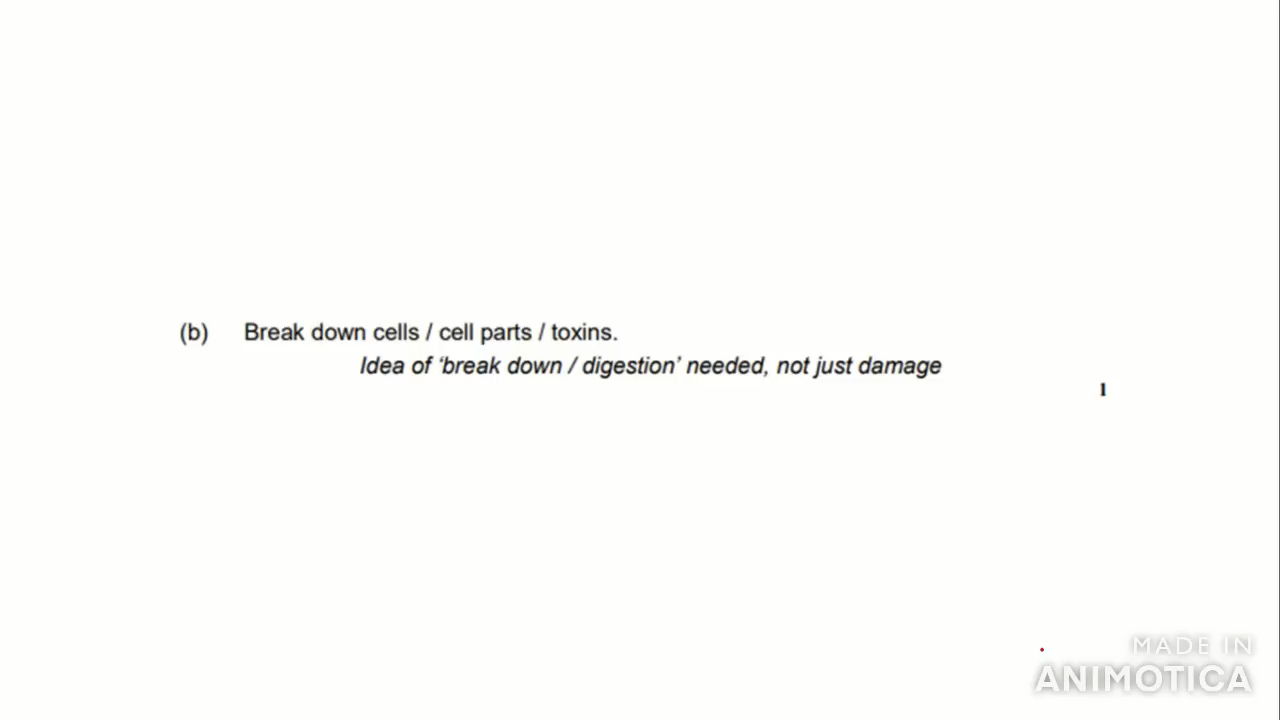 (b) Break down cells / cell parts / toxins.
Idea of ‘break down / digestion’ needed, not just damage
1
MADE IN
ANIMOTICA